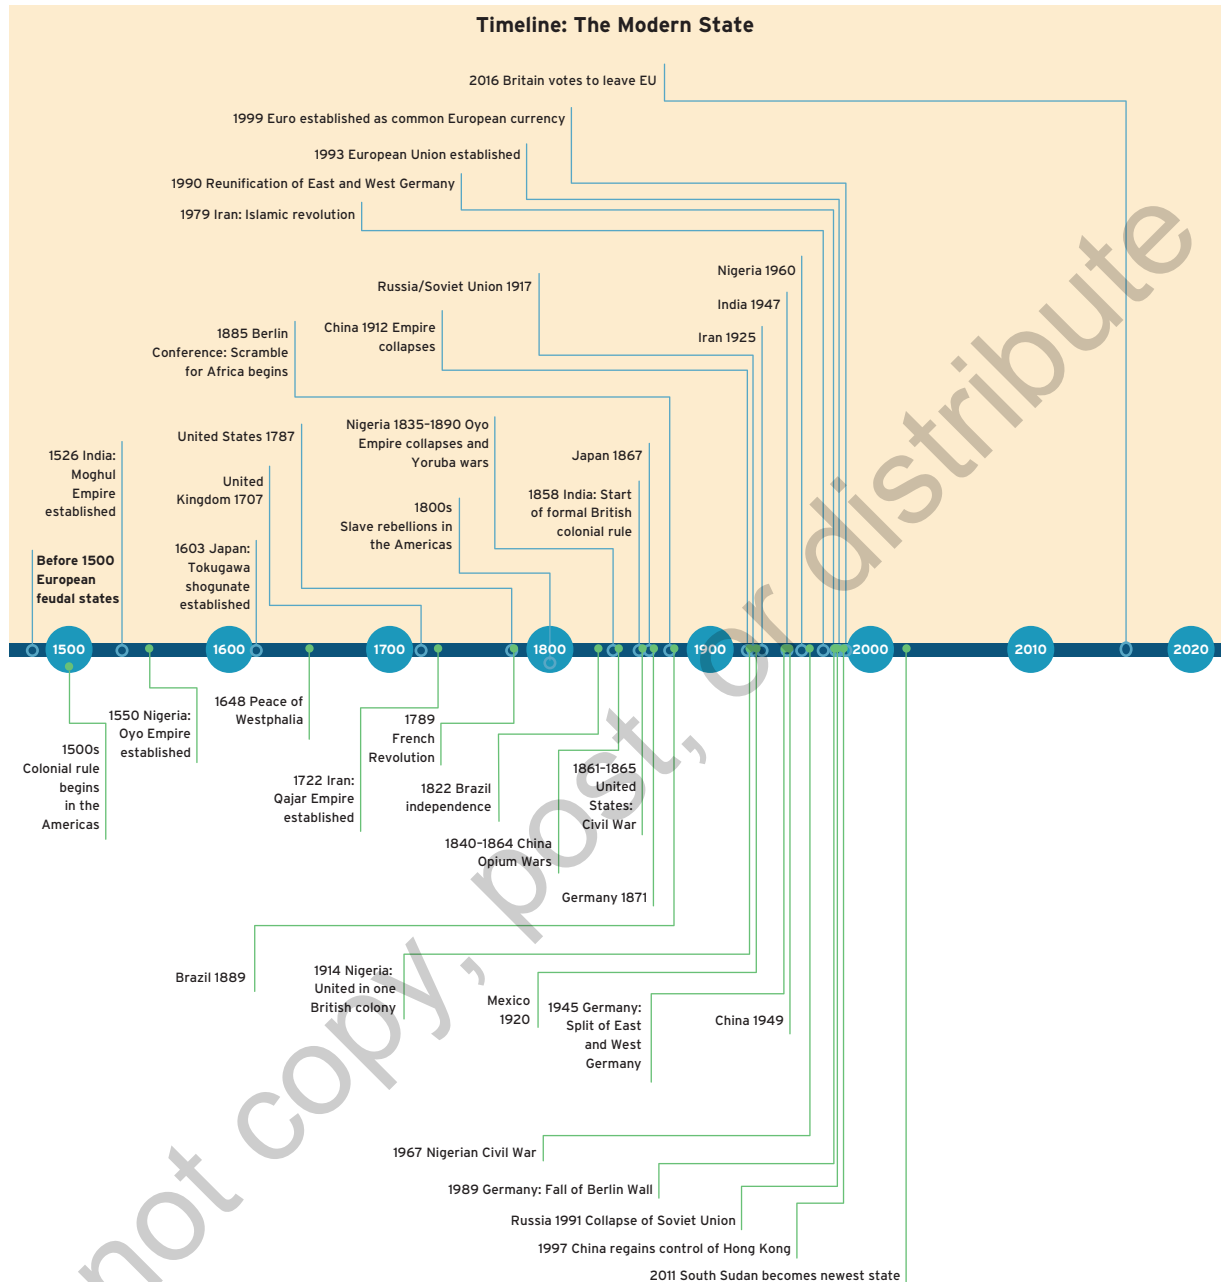 Timeline: The Modern State
2016 Britain votes to leave EU
1999 Euro established as common European currency
1993 European Union established
1990 Reunification of East and West Germany
1979 Iran: Islamic revolution
Nigeria 1960
Russia/Soviet Union 1917
India 1947
Iran 1925
China 1912 Empire
collapses
1885 Berlin
Conference: Scramble
for Africa begins
Nigeria 1835–1890 Oyo
Empire collapses and
Yoruba wars
United States 1787
Japan 1867
1526 India:
Moghul
Empire
established
United
Kingdom 1707
1858 India: Start
of formal British
colonial rule
1800s
Slave rebellions in
the Americas
1603 Japan:
Tokugawa
shogunate
established
Before 1500
European
feudal states
1500 1600 1700 1800 1900 2000 2010 2020
1550 Nigeria:
Oyo Empire
established
1648 Peace of
Westphalia
1500s
Colonial rule
begins
in the
Americas
1789
French
Revolution
1722 Iran:
Qajar Empire
established
1822 Brazil
independence
1861–1865
United
States:
Civil War
1840–1864 China
Opium Wars
Germany 1871
Brazil 1889
1914 Nigeria:
United in one
British colony
Mexico
1920
1945 Germany:
Split of East
and West
Germany
China 1949
1967 Nigerian Civil War
1989 Germany: Fall of Berlin Wall
Russia 1991 Collapse of Soviet Union
1997 China regains control of Hong Kong
2011 South Sudan becomes newest state
not copy, post, or distribute